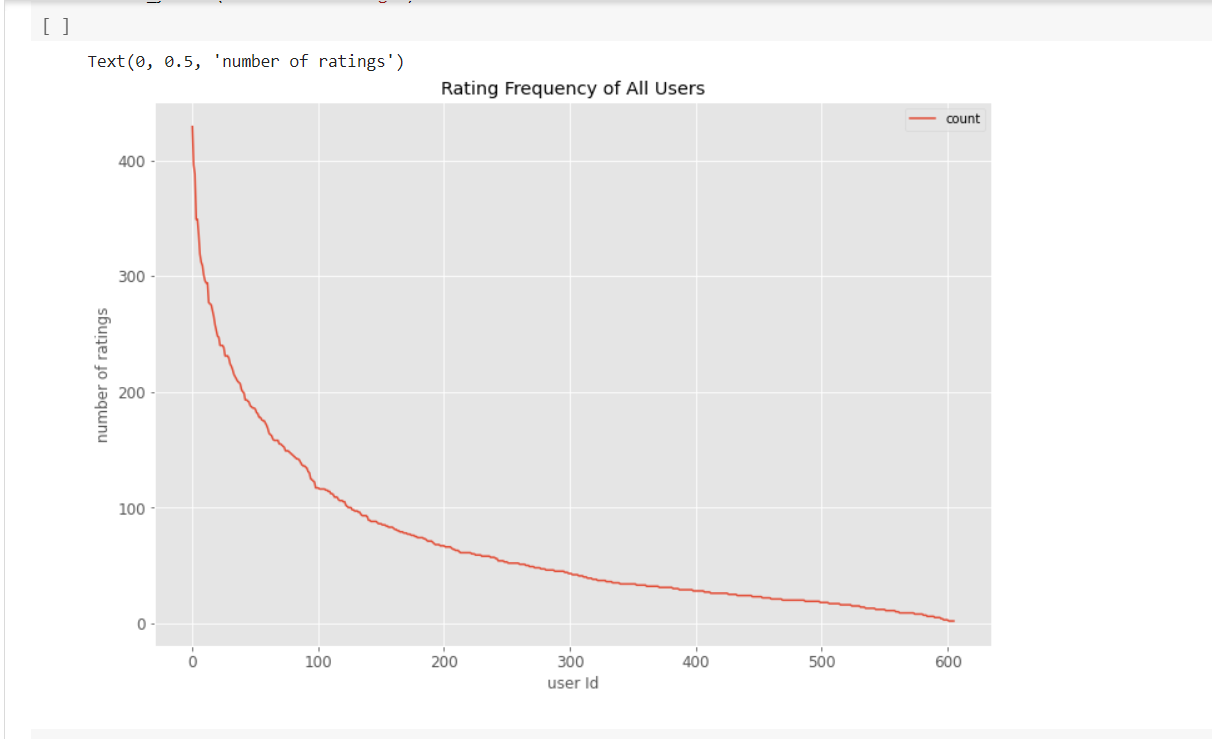 [ ]
Text(0, 0.5, 'number of ratings')
Rating Frequency of All Users
count
400
300
200
100
0
number of ratings
0 100 200 300 400 500 600
user Id